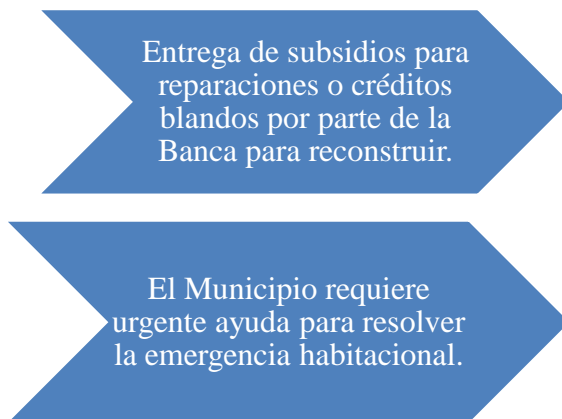 Entrega de subsidios para
reparaciones o créditos
blandos por parte de la
Banca para reconstruir.
El Municipio requiere
urgente ayuda para resolver
la emergencia habitacional.